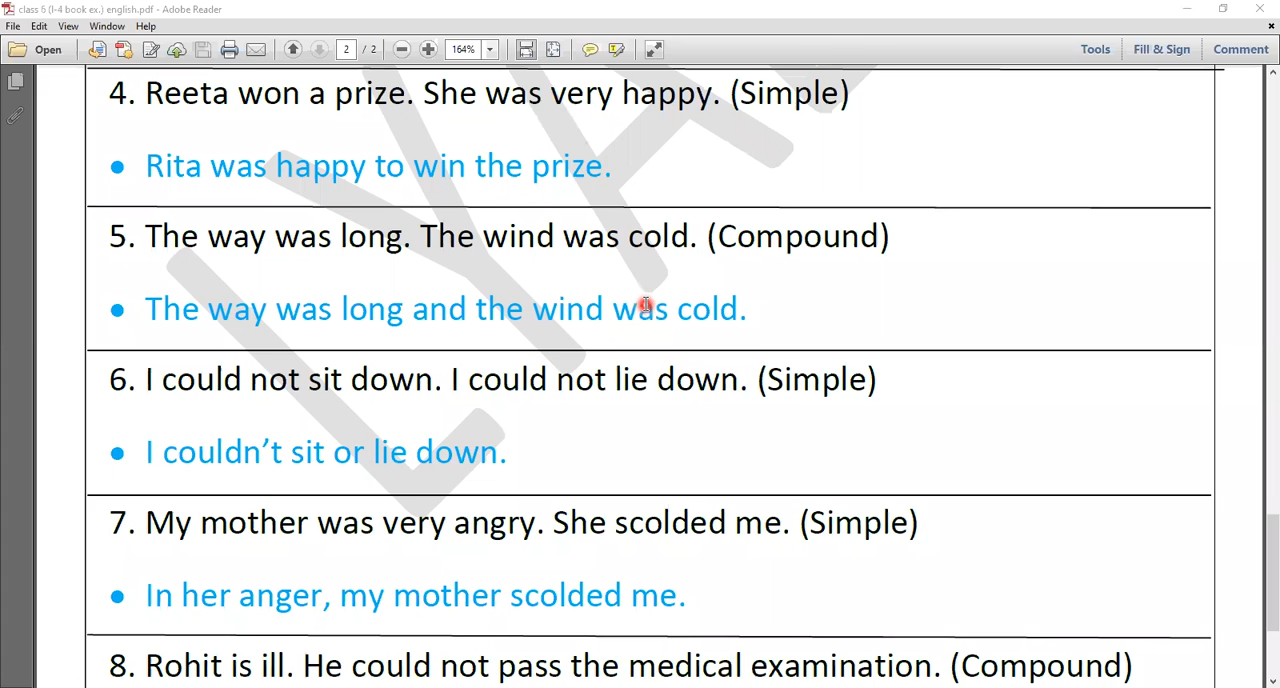 class 6 (I-4 book ex.) english.pdf - Adobe Reader
File Edit View Window Help
Open 2 / 2 164% Tools Fill & Sign Comment
4. Reeta won a prize. She was very happy. (Simple)
• Rita was happy to win the prize.
5. The way was long. The wind was cold. (Compound)
• The way was long and the wind was cold.
6. I could not sit down. I could not lie down. (Simple)
• I couldn't sit or lie down.
7. My mother was very angry. She scolded me. (Simple)
• In her anger, my mother scolded me.
8. Rohit is ill. He could not pass the medical examination. (Compound)